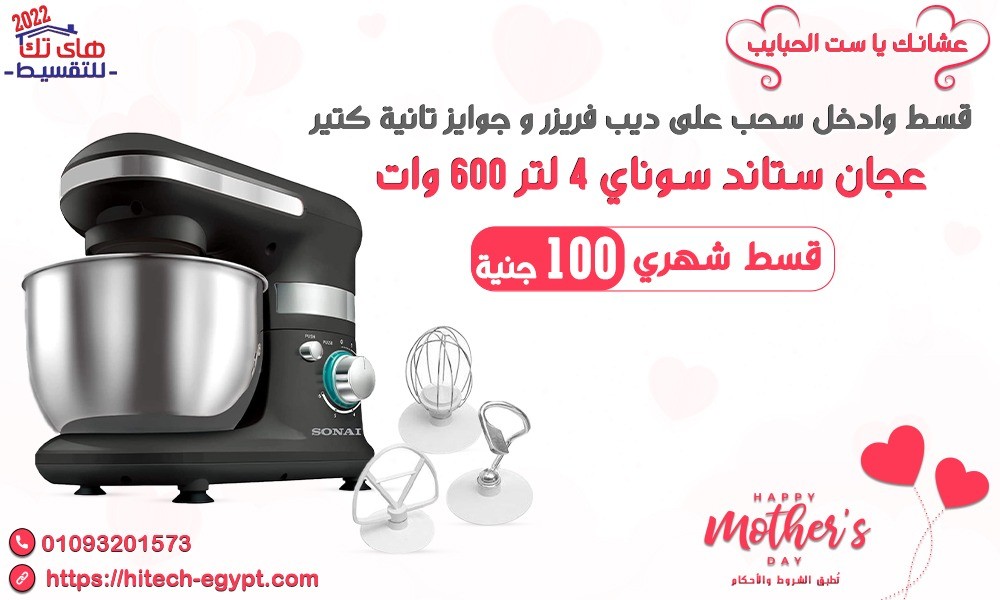 2022
هاى تك
-للتقسيط-
عشانك يا ست الحبايب
قسط وادخل سحب على ديب فريزر و جوايز تانية كتير
عجان ستاند سوناي 4 لتر 600 وات
قسط شهري 100 جنية
PUSH
PULSE
SONAI
HAPPY
Mother's
DAY
تُطبق الشروط والأحكام
01093201573
https://hitech-egypt.com